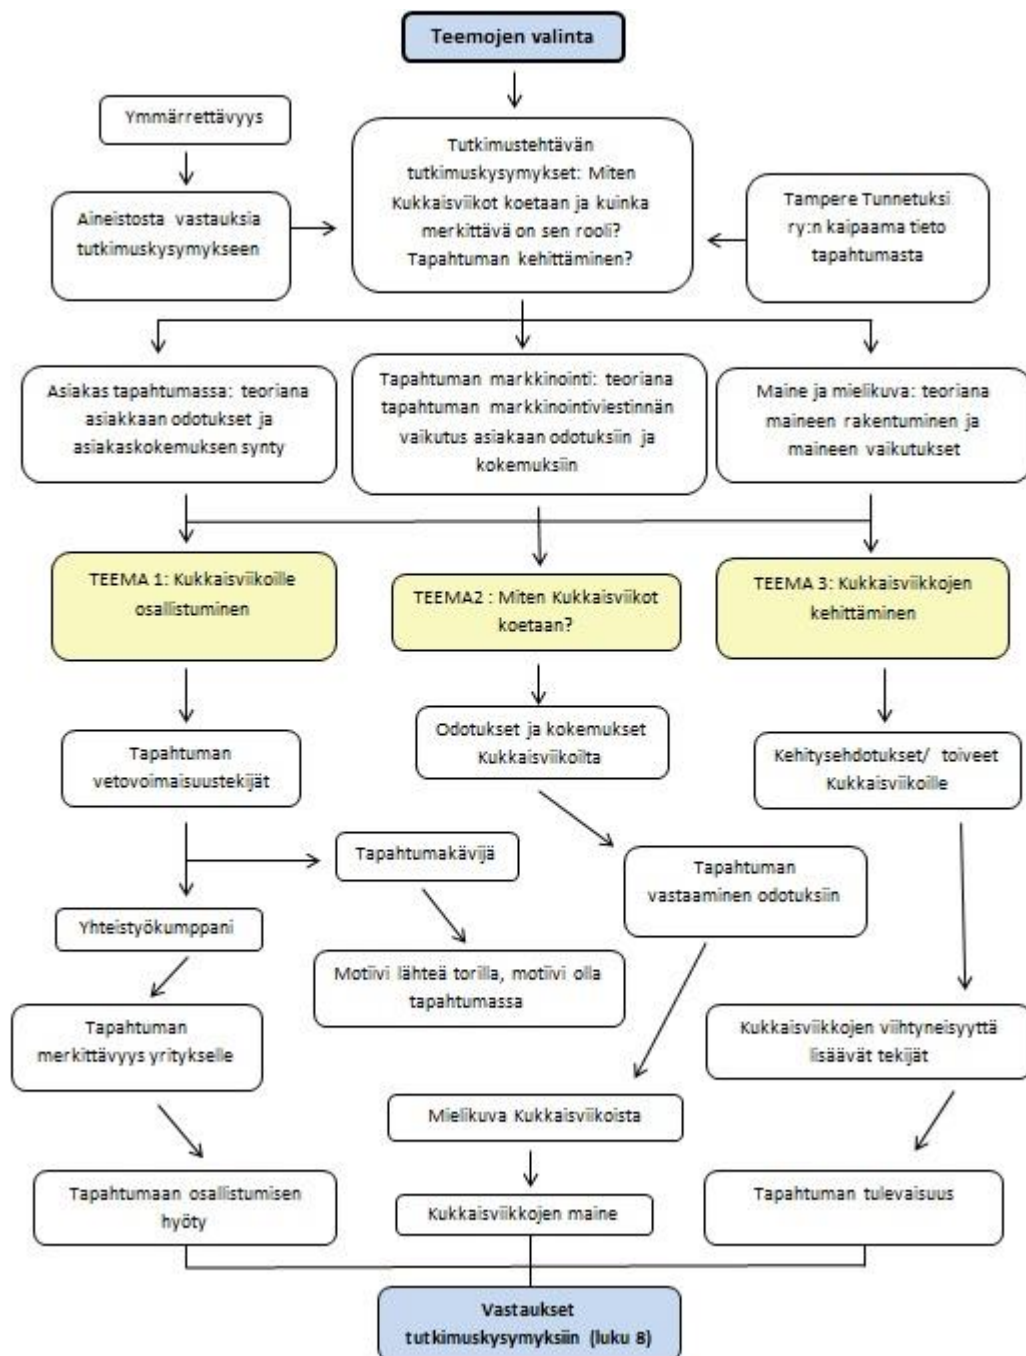 Teemojen valinta
Ymmärrettävyys
Tutkimustehtävän
tutkimuskysymykset: Miten
Kukkaisviikot koetaan ja kuinka
merkittävä on sen rooli?
Tapahtuman kehittäminen?
Aineistosta vastauksia
tutkimuskysymykseen
Tampere Tunnetuksi
ry:n kaipaama tieto
tapahtumasta
Asiakas tapahtumassa: teoriana
asiakkaan odotukset ja
asiakaskokemuksen synty
Tapahtuman markkinointi: teoriana
tapahtuman markkinointiviestinnän
vaikutus asiakaan odotuksiin ja
kokemuksiin
Maine ja mielikuva: teoriana
maineen rakentuminen ja
maineen vaikutukset
TEEMA 1: Kukkaisviikoille
osallistuminen
TEEMA2 : Miten Kukkaisviikot
koetaan?
TEEMA 3: Kukkaisviikkojen
kehittäminen
Tapahtuman
vetovoimaisuustekijät
Odotukset ja kokemukset
Kukkaisviikoilta
Kehitysehdotukset/ toiveet
Kukkaisviikoille
Tapahtumakävijä
Tapahtuman
vastaaminen odotuksiin
Yhteistyökumppani
Motiivi lähteä torilla, motiivi olla
tapahtumassa
Tapahtuman
merkittävyys yritykselle
Kukkaisviikkojen viihtyneisyyttä
lisäävät tekijät
Mielikuva Kukkaisviikoista
Tapahtumaan osallistumisen
hyöty
Kukkaisviikkojen maine
Tapahtuman tulevaisuus
Vastaukset
tutkimuskysymyksiin (luku 8)